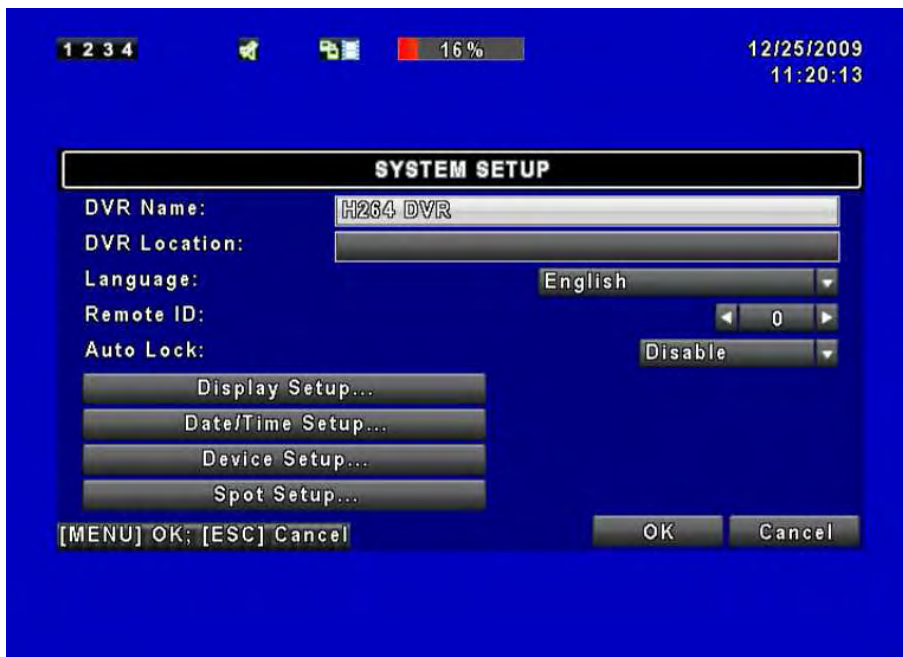 1 2 3 4 16% 12/25/2009
11:20:13
SYSTEM SETUP
DVR Name: H264 DVR
DVR Location:
Language: English
Remote ID: 0
Auto Lock: Disable
Display Setup...
Date/Time Setup...
Device Setup...
Spot Setup...
[MENU] OK; [ESC] Cancel OK Cancel